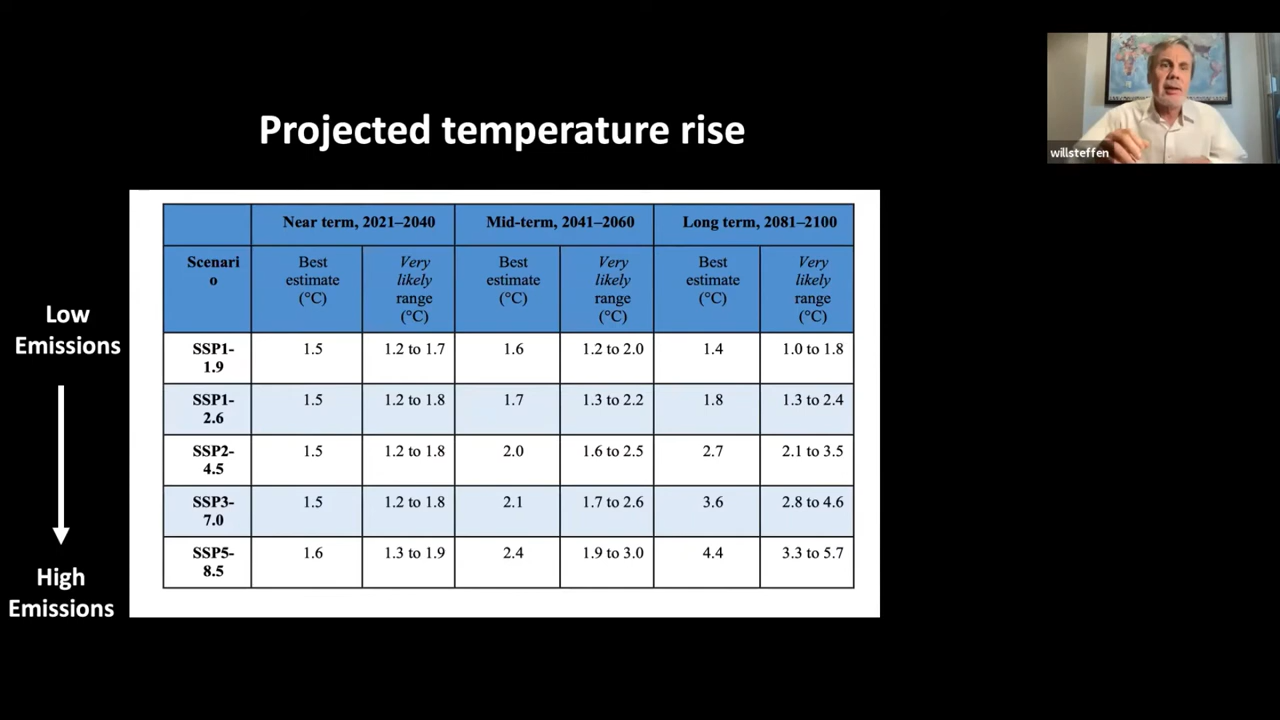 Projected temperature rise
willsteffen
Near term, 2021–2040 Mid-term, 2041–2060 Long term, 2081–2100
Scenari
o
Best
estimate
(°C)
Very
likely
range
(°C)
Best
estimate
(°C)
Very
likely
range
(°C)
Best
estimate
(°C)
Very
likely
range
(°C)
Low
Emissions
SSP1-
1.9
1.5 1.2 to 1.7 1.6 1.2 to 2.0 1.4 1.0 to 1.8
SSP1-
2.6
1.5 1.2 to 1.8 1.7 1.3 to 2.2 1.8 1.3 to 2.4
SSP2-
4.5
1.5 1.2 to 1.8 2.0 1.6 to 2.5 2.7 2.1 to 3.5
SSP3-
7.0
1.5 1.2 to 1.8 2.1 1.7 to 2.6 3.6 2.8 to 4.6
SSP5-
8.5
1.6 1.3 to 1.9 2.4 1.9 to 3.0 4.4 3.3 to 5.7
High
Emissions